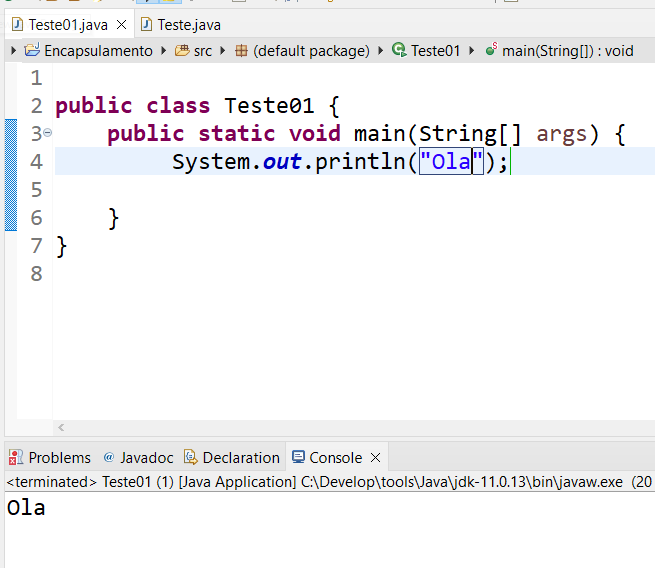 Teste01.java Teste.java
Encapsulamento src (default package) Teste01 main(String[]) : void
1
2 public class Teste01 {
3 public static void main(String[] args) {
4 System.out.println("Ola");
5
6 }
7 }
8
Problems Javadoc Declaration Console
<terminated> Teste01 (1) [Java Application] C:\Develop\tools\Java\jdk-11.0.13\bin\javaw.exe (20
Ola